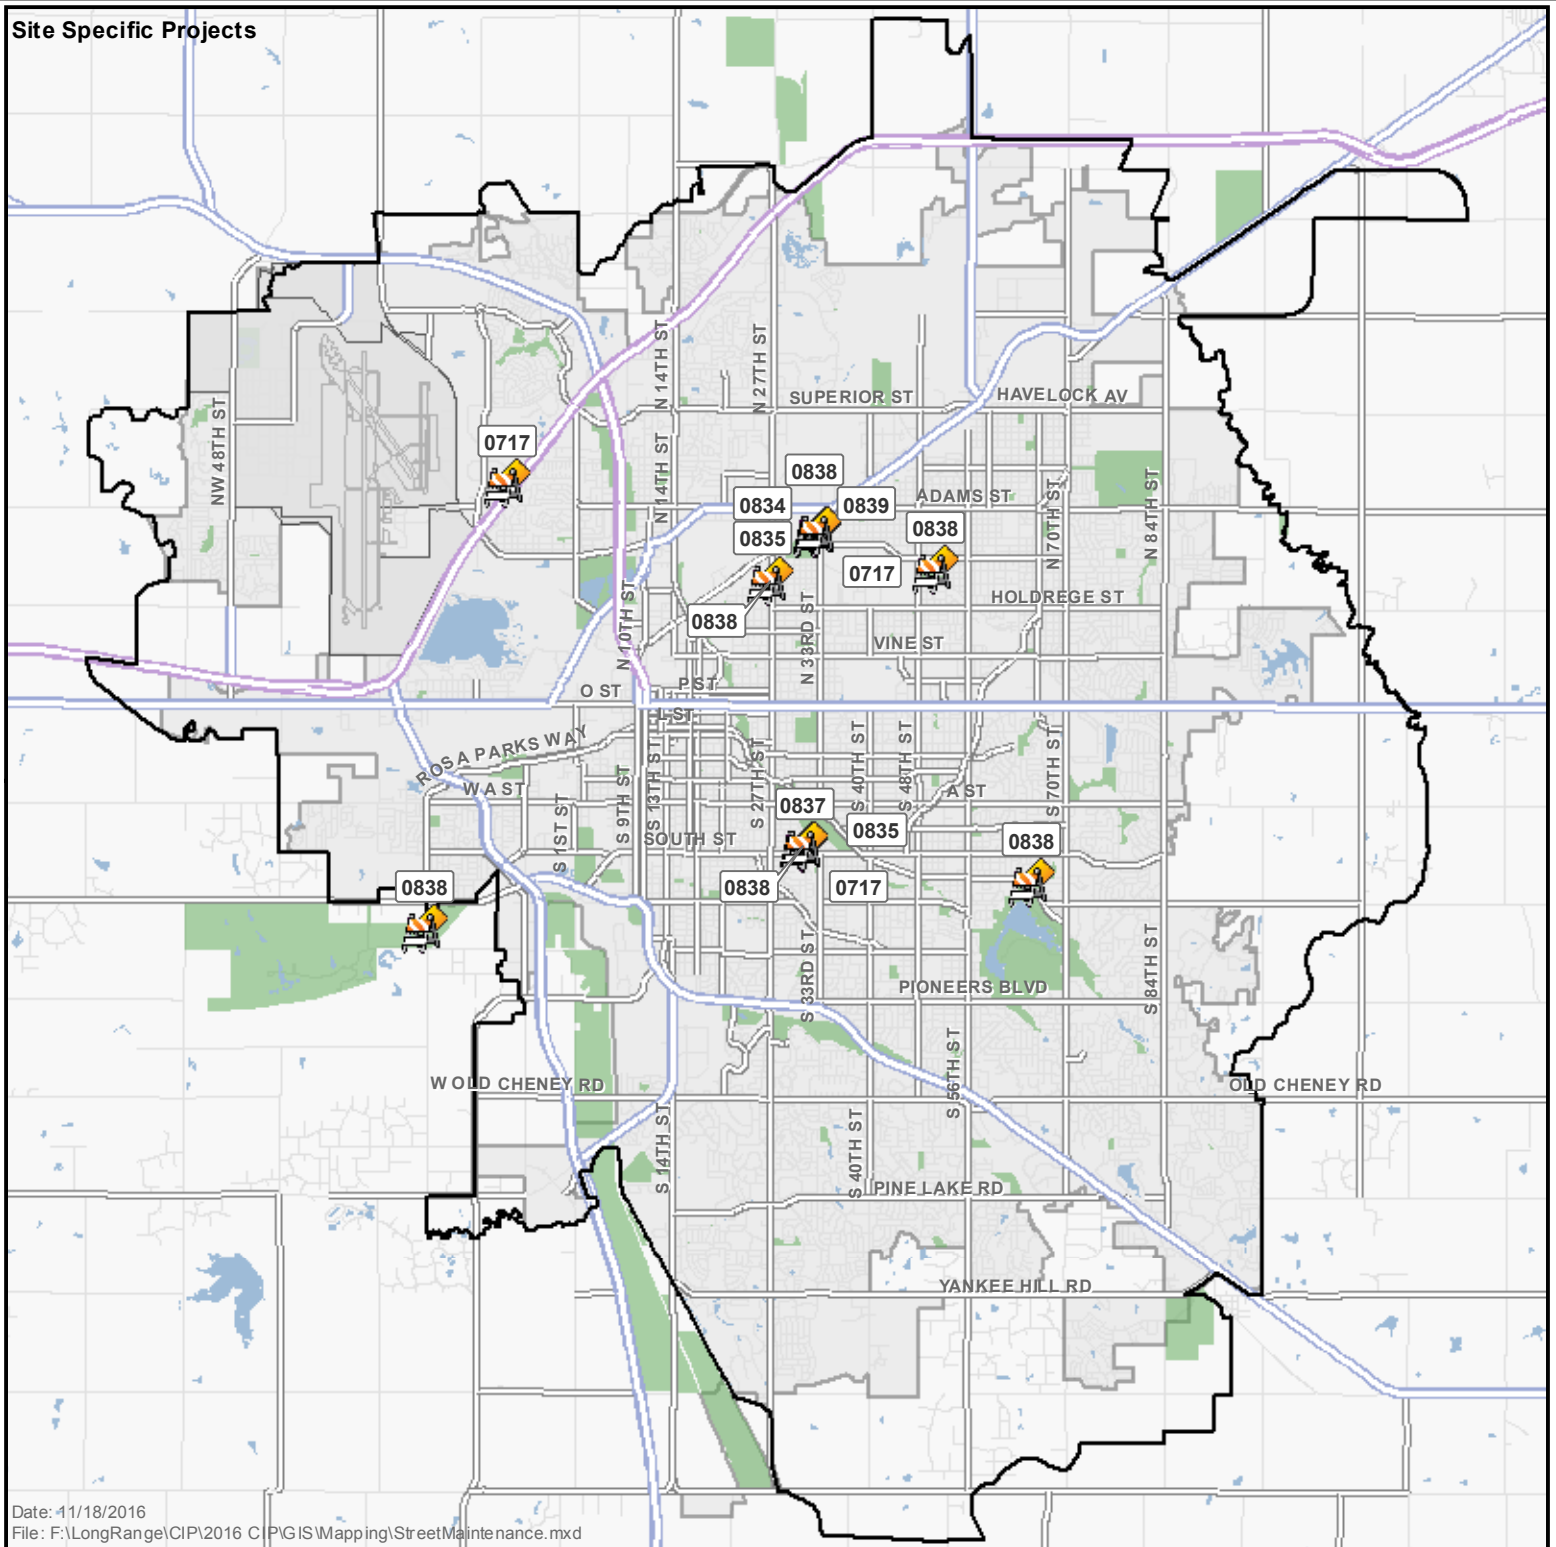 Site Specific Projects
N 14TH ST
N 27TH ST
SUPERIOR ST
HAVELOCK AV
NW 48TH ST
0717
N 14TH ST
0838
N 70TH ST
N 84TH ST
0834
0839
ADAMS ST
0835
0838
0717
N 10TH ST
HOLDREGE ST
0838
N 33RD ST
VINE ST
O ST
P ST
L ST
ROSA PARKS WAY
S 13TH ST
S 27TH ST
S 40TH ST
S 48TH ST
S 70TH ST
W A ST
S 9TH ST
A ST
0837
S 1ST ST
SOUTH ST
0835
0838
0838
0838
0717
S 33RD ST
S 84TH ST
PIONEERS BLVD
W OLD CHENEY RD
S 56TH ST
OLD CHENEY RD
S 14TH ST
S 40TH ST
PINE LAKE RD
YANKEE HILL RD
Date: 11/18/2016
File: F:\LongRange\CIP\2016 CIP\GIS\Mapping\StreetMaintenance.mxd